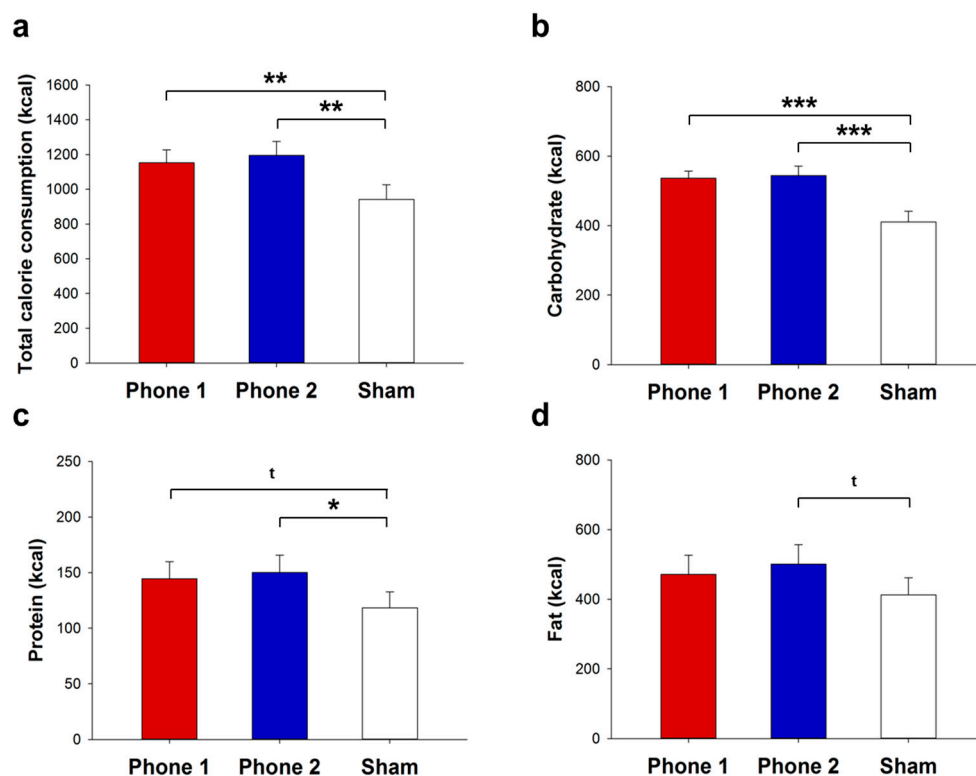 a
Total calorie consumption (kcal)
1600
1400
1200
1000
800
600
400
200
0
**
**
Phone 1 Phone 2 Sham
b
Carbohydrate (kcal)
800
600
400
200
0
***
***
Phone 1 Phone 2 Sham
c
Protein (kcal)
250
200
150
100
50
0
t
*
Phone 1 Phone 2 Sham
d
Fat (kcal)
800
600
400
200
0
t
Phone 1 Phone 2 Sham